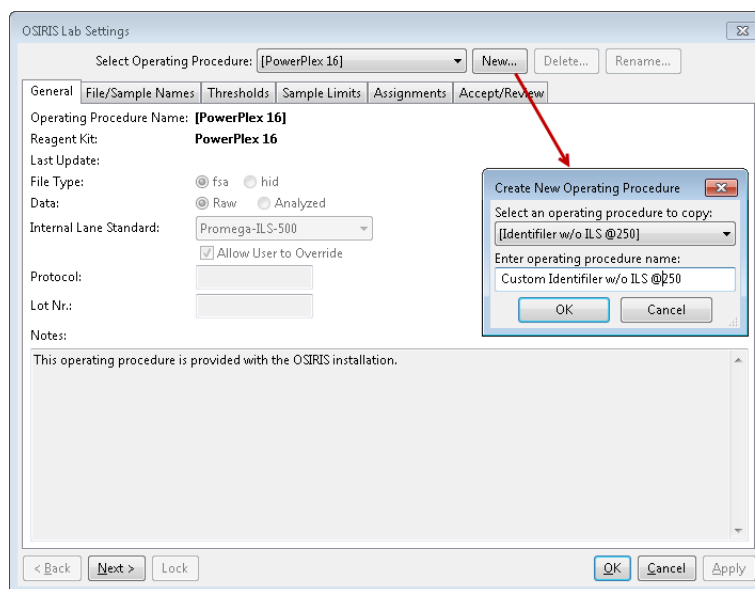 OSIRIS Lab Settings
Select Operating Procedure: [PowerPlex 16] New... Delete... Rename...
General File/Sample Names Thresholds Sample Limits Assignments Accept/Review
Operating Procedure Name: [PowerPlex 16]
Reagent Kit: PowerPlex 16
Last Update:
File Type: fsa hid
Data: Raw Analyzed
Internal Lane Standard: Promega-ILS-500
Allow User to Override
Protocol:
Lot Nr.:
Notes:
This operating procedure is provided with the OSIRIS installation.
Create New Operating Procedure
Select an operating procedure to copy:
[Identifiler w/o ILS @250]
Enter operating procedure name:
Custom Identifiler w/o ILS @250
OK Cancel
< Back Next > Lock OK Cancel Apply